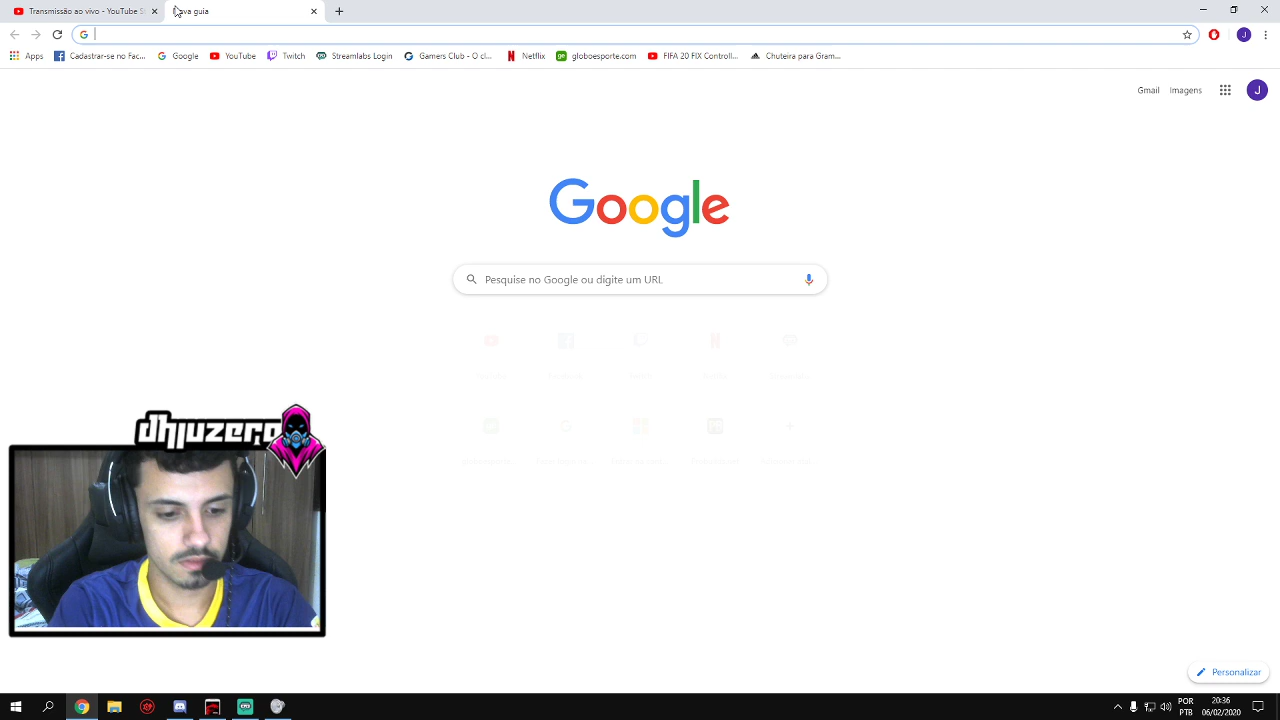 Transmissão ao vivo - YouTube S
va guia
Apps
Cadastrar-se no Fac...
Google
YouTube
Twitch
Streamlabs Login
Gamers Club - O cl...
Netflix
globoesporte.com
FIFA 20 FIX Controll...
Chuteira para Gram...
J
Gmail
Imagens
J
Google
Pesquise no Google ou digite um URL
dhjuzero
Personalizar
POR
PTB
20:36
06/02/2020